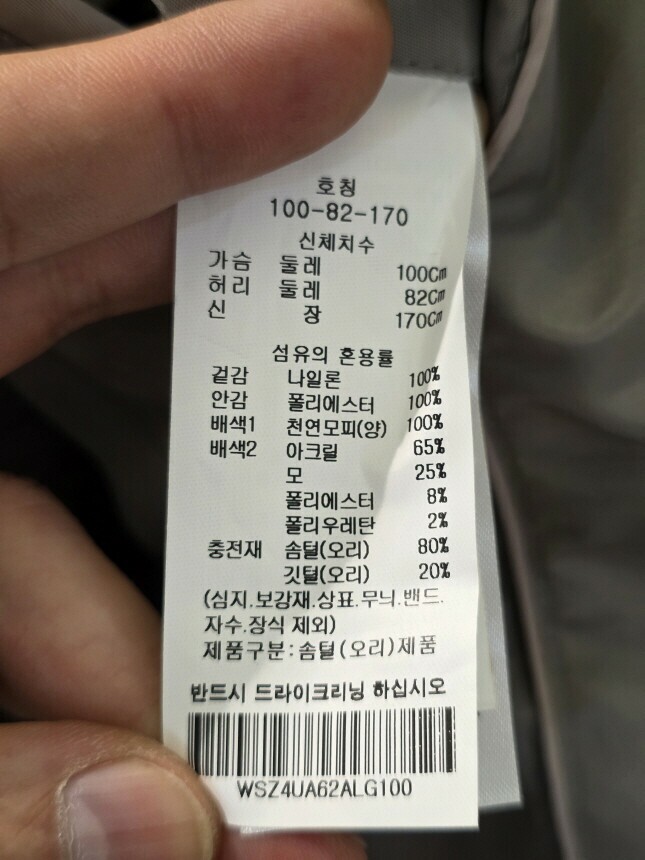 호칭
100-82-170
신체치수
가슴 둘레 100Cm
허리 둘레 82Cm
신 장 170Cm
섬유의 혼용률
겉감 나일론 100%
안감 폴리에스터 100%
배색1 천연모피(양) 100%
배색2 아크릴 65%
모 25%
폴리에스터 8%
폴리우레탄 2%
충전재 솜털(오리) 80%
깃털(오리) 20%
(심지.보강재.상표.무늬.밴드.
자수.장식 제외)
제품구분:솜털(오리)제품
반드시 드라이크리닝 하십시오
WSZ4UA62ALG100